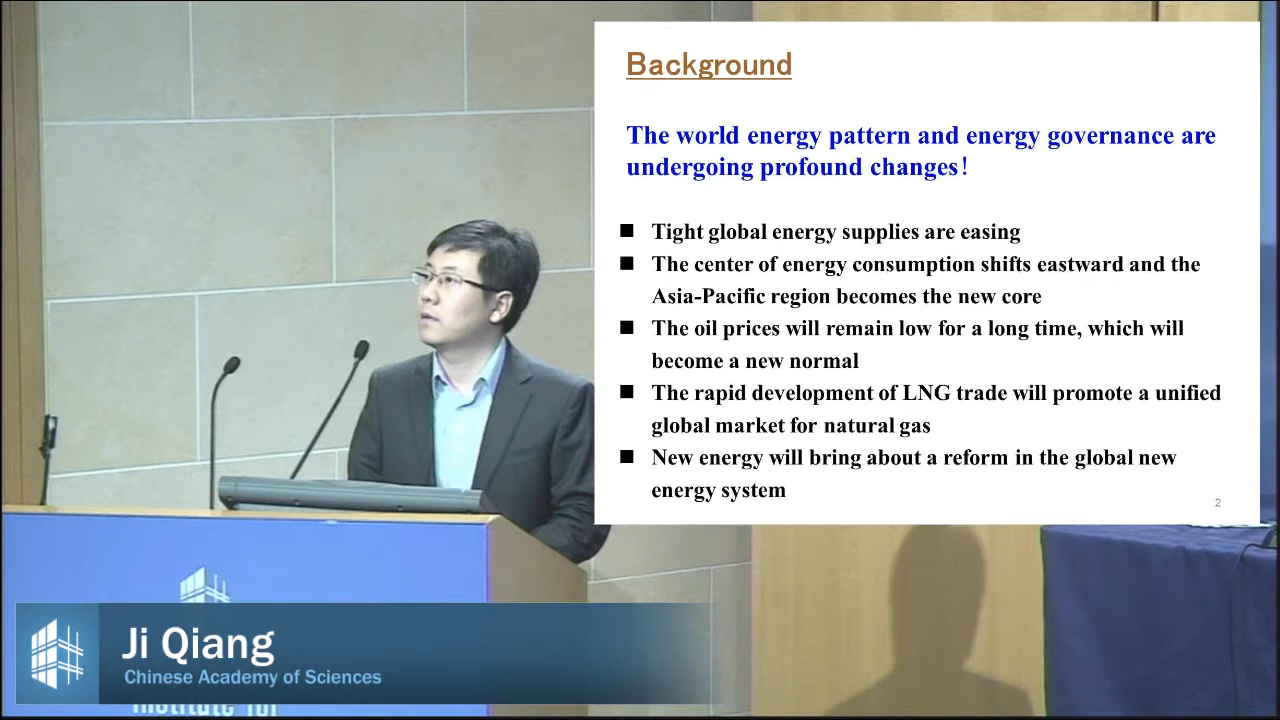 Background
The world energy pattern and energy governance are
undergoing profound changes!
Tight global energy supplies are easing
The center of energy consumption shifts eastward and the
Asia-Pacific region becomes the new core
The oil prices will remain low for a long time, which will
become a new normal
The rapid development of LNG trade will promote a unified
global market for natural gas
New energy will bring about a reform in the global new
energy system
2
Ji Qiang
Chinese Academy of Sciences
Institute for